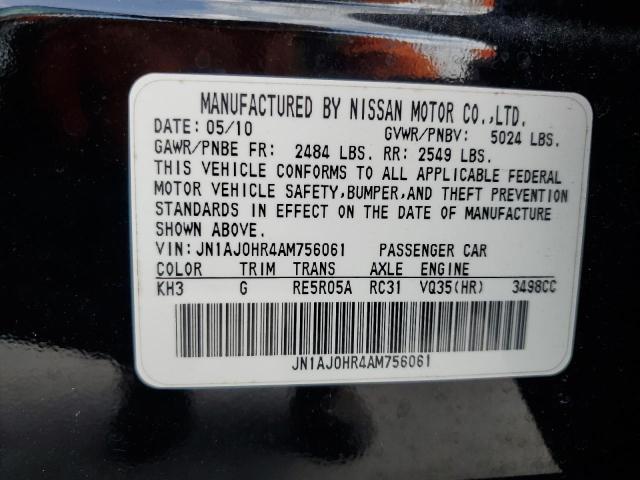 MANUFACTURED BY NISSAN MOTOR CO.,LTD.
DATE: 05/10 GVWR/PNBV: 5024 LBS.
GAWR/PNBE FR: 2484 LBS. RR: 2549 LBS.
THIS VEHICLE CONFORMS TO ALL APPLICABLE FEDERAL
MOTOR VEHICLE SAFETY,BUMPER,AND THEFT PREVENTION
STANDARDS IN EFFECT ON THE DATE OF MANUFACTURE
SHOWN ABOVE.
VIN: JN1AJ0HR4AM756061 PASSENGER CAR
COLOR TRIM TRANS AXLE ENGINE
KH3 G RE5R05A RC31 VQ35(HR) 3498CC
JN1AJ0HR4AM756061